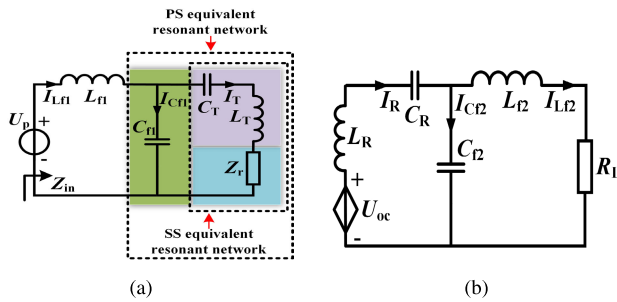 PS equivalent
resonant network
I_Lf1
L_f1
I_Cf1
C_T
I_T
L_T
U_p
+
-
C_f1
Z_r
Z_in
SS equivalent
resonant network
(a)
I_R
C_R
I_Cf2
L_f2
I_Lf2
L_R
C_f2
+
U_oc
-
(b)